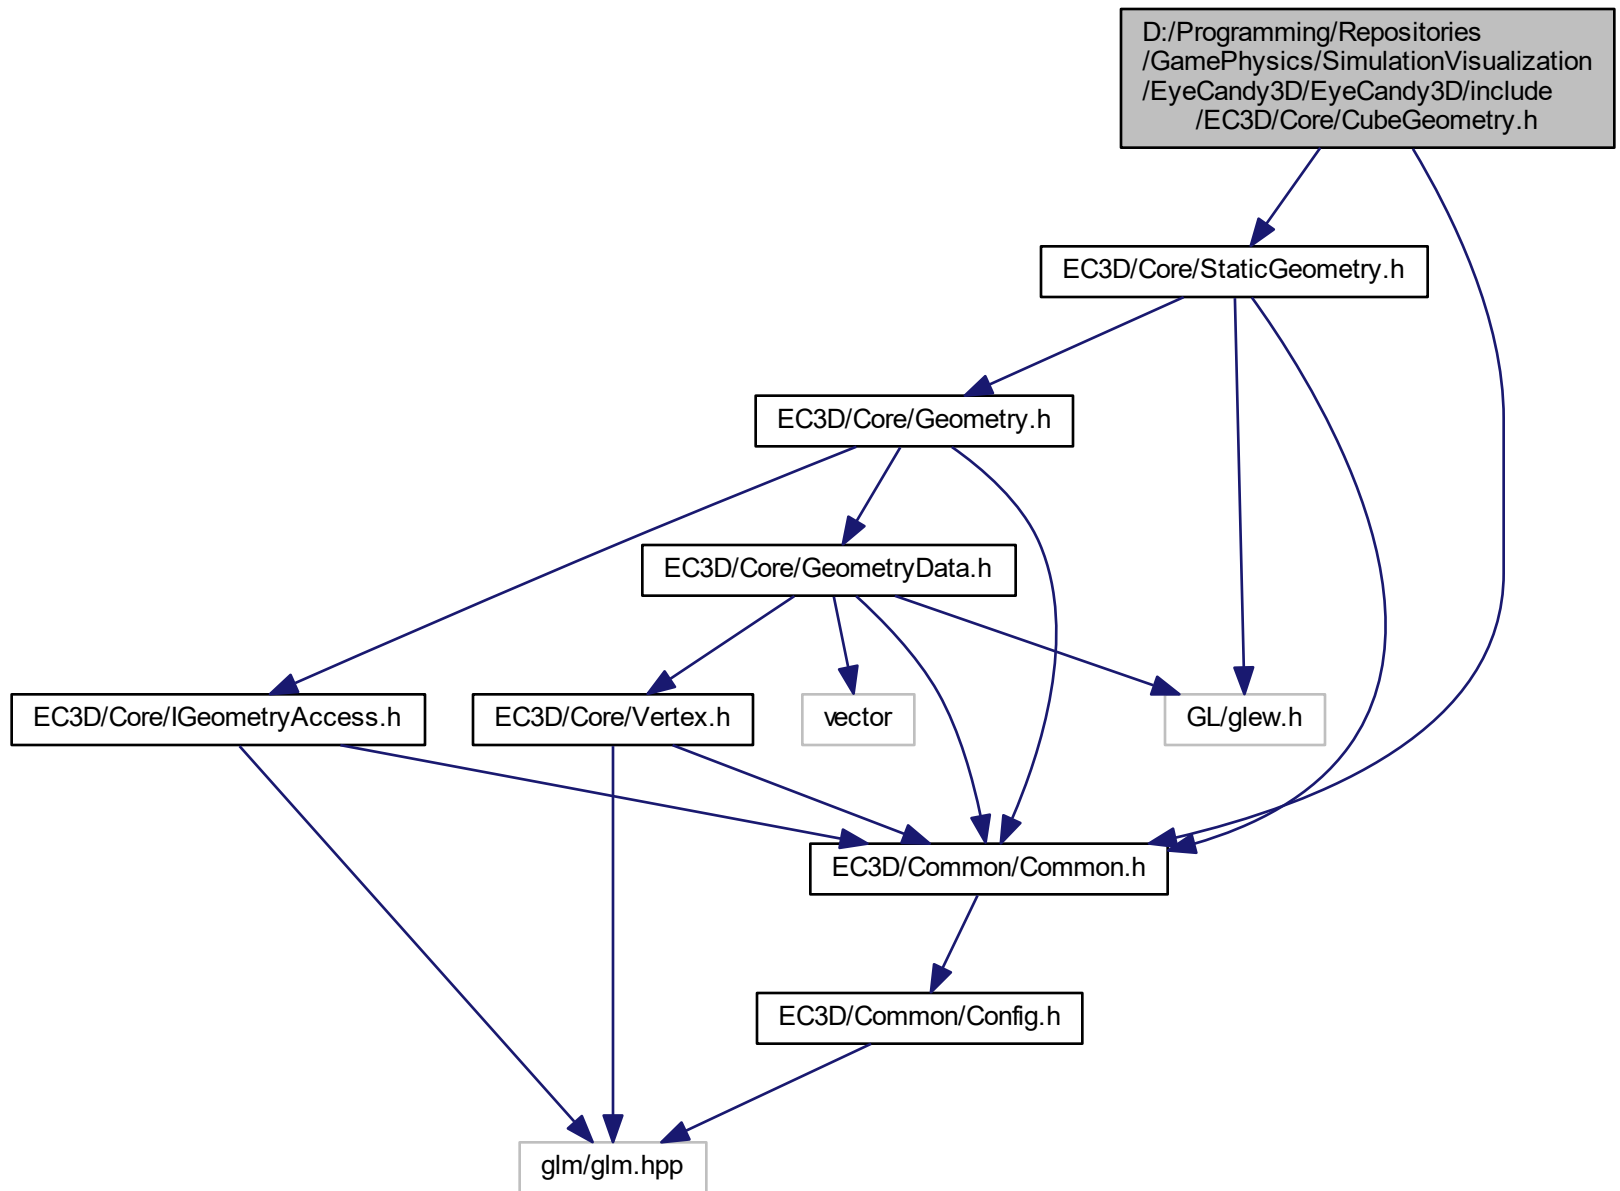 D:/Programming/Repositories
/GamePhysics/SimulationVisualization
/EyeCandy3D/EyeCandy3D/include
/EC3D/Core/CubeGeometry.h
EC3D/Core/StaticGeometry.h
EC3D/Core/Geometry.h
EC3D/Core/GeometryData.h
EC3D/Core/IGeometryAccess.h
EC3D/Core/Vertex.h
vector
GL/glew.h
EC3D/Common/Common.h
EC3D/Common/Config.h
glm/glm.hpp